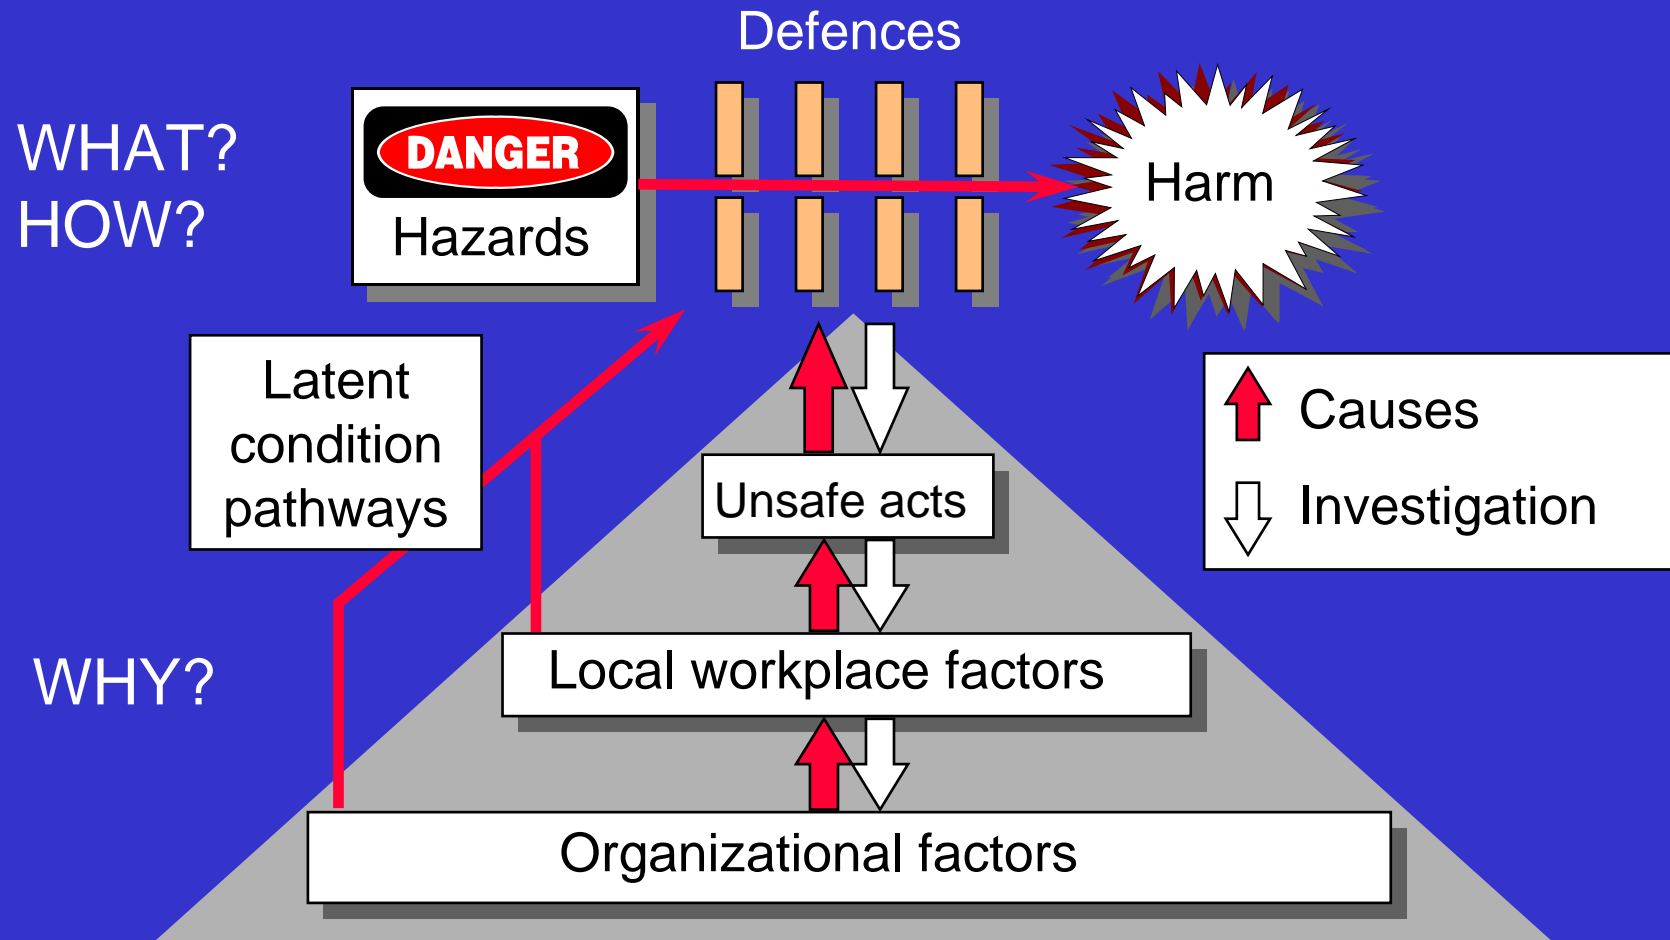 Defences
WHAT?
HOW?
DANGER
Hazards
Harm
Latent
condition
pathways
Causes
Investigation
Unsafe acts
WHY?
Local workplace factors
Organizational factors